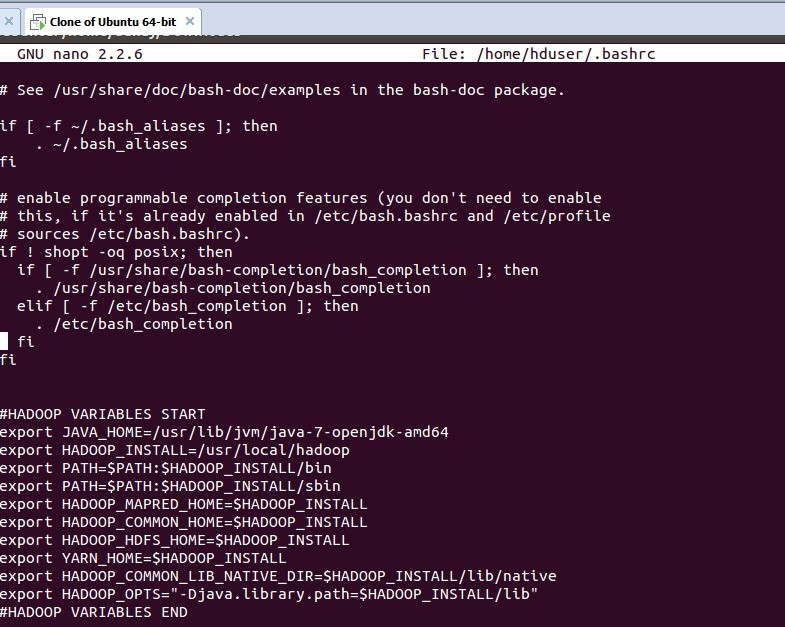 Clone of Ubuntu 64-bit
GNU nano 2.2.6 File: /home/hduser/.bashrc
# See /usr/share/doc/bash-doc/examples in the bash-doc package.
if [ -f ~/.bash_aliases ]; then
. ~/.bash_aliases
fi
# enable programmable completion features (you don't need to enable
# this, if it's already enabled in /etc/bash.bashrc and /etc/profile
# sources /etc/bash.bashrc).
if ! shopt -oq posix; then
if [ -f /usr/share/bash-completion/bash_completion ]; then
. /usr/share/bash-completion/bash_completion
elif [ -f /etc/bash_completion ]; then
. /etc/bash_completion
fi
fi
#HADOOP VARIABLES START
export JAVA_HOME=/usr/lib/jvm/java-7-openjdk-amd64
export HADOOP_INSTALL=/usr/local/hadoop
export PATH=$PATH:$HADOOP_INSTALL/bin
export PATH=$PATH:$HADOOP_INSTALL/sbin
export HADOOP_MAPRED_HOME=$HADOOP_INSTALL
export HADOOP_COMMON_HOME=$HADOOP_INSTALL
export HADOOP_HDFS_HOME=$HADOOP_INSTALL
export YARN_HOME=$HADOOP_INSTALL
export HADOOP_COMMON_LIB_NATIVE_DIR=$HADOOP_INSTALL/lib/native
export HADOOP_OPTS="-Djava.library.path=$HADOOP_INSTALL/lib"
#HADOOP VARIABLES END